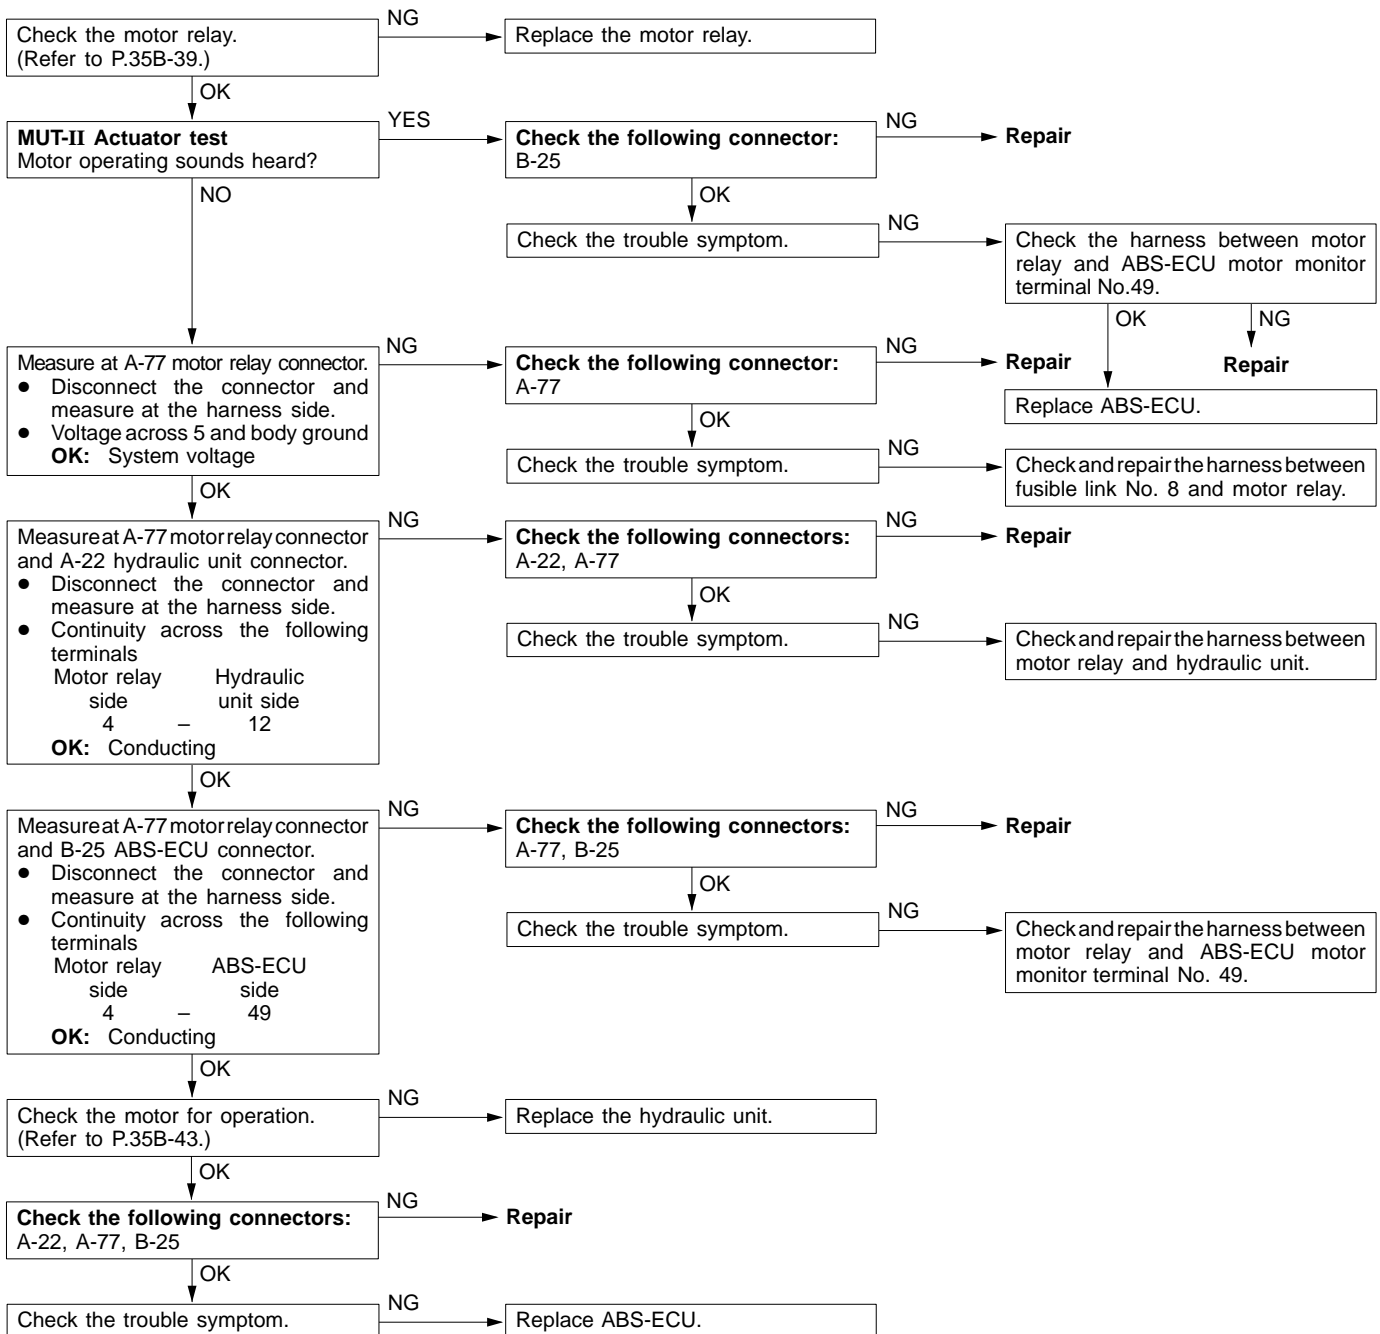 Check the motor relay.
(Refer to P.35B-39.)
NG
Replace the motor relay.
OK
MUT-II Actuator test
Motor operating sounds heard?
YES
Check the following connector:
B-25
NG
Repair
OK
Check the trouble symptom.
NG
Check the harness between motor
relay and ABS-ECU motor monitor
terminal No.49.
OK
NG
Repair
Replace ABS-ECU.
NO
Measure at A-77 motor relay connector.
● Disconnect the connector and
measure at the harness side.
● Voltage across 5 and body ground
OK: System voltage
NG
Check the following connector:
A-77
NG
Repair
OK
Check the trouble symptom.
NG
Check and repair the harness between
fusible link No. 8 and motor relay.
OK
Measure at A-77 motor relay connector
and A-22 hydraulic unit connector.
● Disconnect the connector and
measure at the harness side.
● Continuity across the following
terminals
Motor relay Hydraulic
side unit side
4 – 12
OK: Conducting
NG
Check the following connectors:
A-22, A-77
NG
Repair
OK
Check the trouble symptom.
NG
Check and repair the harness between
motor relay and hydraulic unit.
OK
Measure at A-77 motor relay connector
and B-25 ABS-ECU connector.
● Disconnect the connector and
measure at the harness side.
● Continuity across the following
terminals
Motor relay ABS-ECU
side side
4 – 49
OK: Conducting
NG
Check the following connectors:
A-77, B-25
NG
Repair
OK
Check the trouble symptom.
NG
Check and repair the harness between
motor relay and ABS-ECU motor
monitor terminal No. 49.
OK
Check the motor for operation.
(Refer to P.35B-43.)
NG
Replace the hydraulic unit.
OK
Check the following connectors:
A-22, A-77, B-25
NG
Repair
OK
Check the trouble symptom.
NG
Replace ABS-ECU.